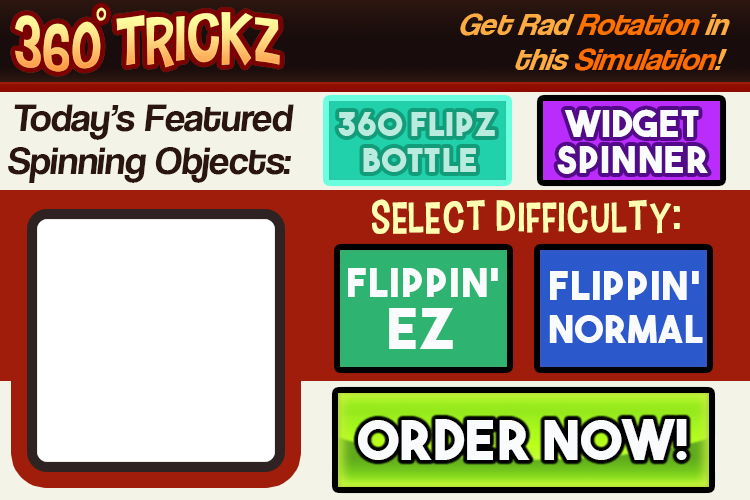 360° TRICKZ
Get Rad Rotation in
this Simulation!
Today's Featured
Spinning Objects:
360 FLIPZ
BOTTLE
WIDGET
SPINNER
SELECT DIFFICULTY:
FLIPPIN'
EZ
FLIPPIN'
NORMAL
ORDER NOW!